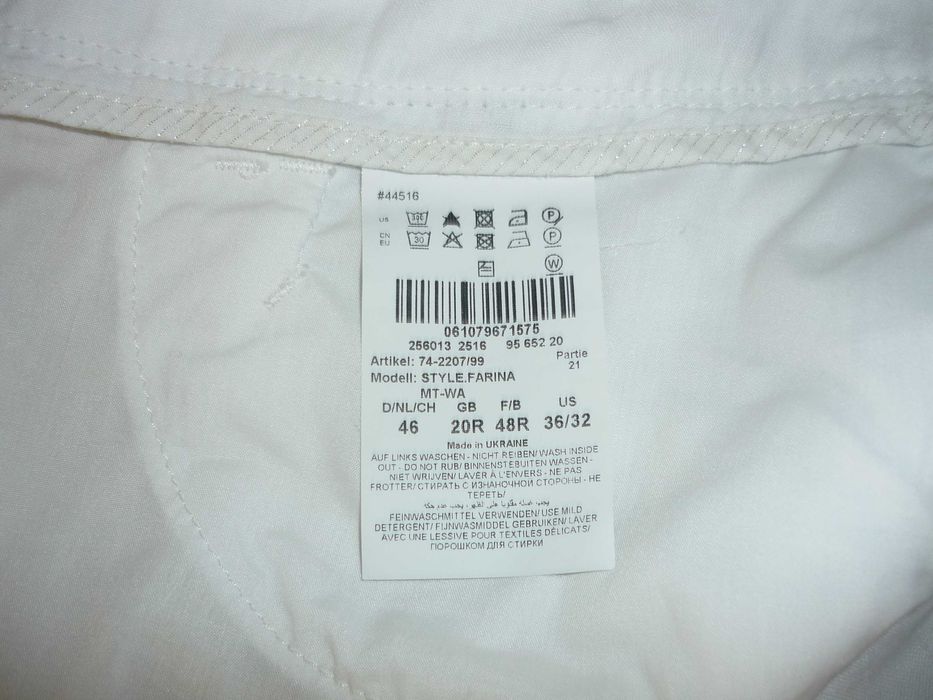 #44516
US 30C P
CN EU 30 P
W
061079671575
256013 2516 95 652 20
Artikel: 74-2207/99 Partie 21
Modell: STYLE.FARINA
MT-WA
D/NL/CH GB F/B US
46 20R 48R 36/32
Made in UKRAINE
AUF LINKS WASCHEN - NICHT REIBEN/ WASH INSIDE
OUT - DO NOT RUB/ BINNENSTEBUITEN WASSEN -
NIET WRIJVEN/ LAVER À L'ENVERS - NE PAS
FROTTER/ СТИРАТЬ С ИЗНАНОЧНОЙ СТОРОНЫ - НЕ
ТЕРЕТЬ/
FEINWASCHMITTEL VERWENDEN/ USE MILD
DETERGENT/ FIJNWASMIDDEL GEBRUIKEN/ LAVER
AVEC UNE LESSIVE POUR TEXTILES DÉLICATS/
ПОРОШКОМ ДЛЯ СТИРКИ